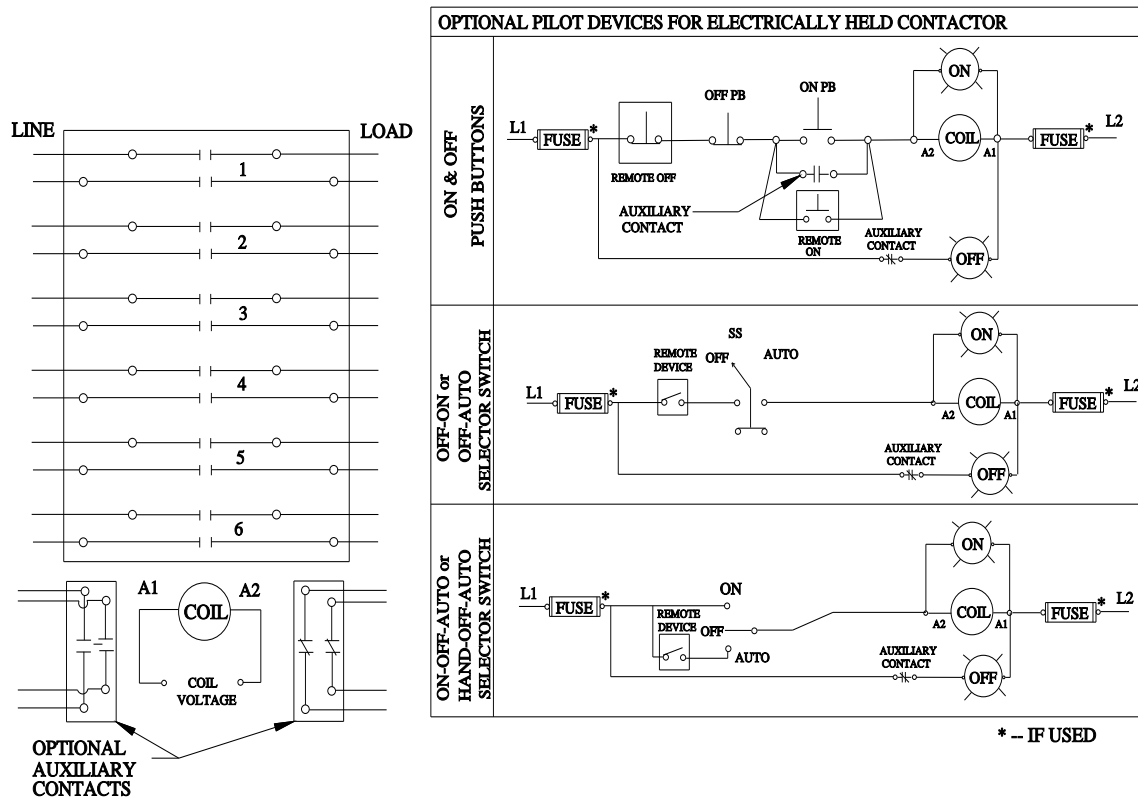 LINE
LOAD
1
2
3
4
5
6
A1
A2
COIL
COIL
VOLTAGE
OPTIONAL
AUXILIARY
CONTACTS
OPTIONAL PILOT DEVICES FOR ELECTRICALLY HELD CONTACTOR
ON & OFF
PUSH BUTTONS
L1
FUSE
*
REMOTE OFF
OFF PB
ON PB
AUXILIARY
CONTACT
REMOTE
ON
AUXILIARY
CONTACT
ON
A2
COIL
A1
OFF
FUSE
*
L2
OFF-ON or
OFF-AUTO
SELECTOR SWITCH
L1
FUSE
*
REMOTE
DEVICE
SS
OFF
AUTO
AUXILIARY
CONTACT
ON
A2
COIL
A1
OFF
FUSE
*
L2
ON-OFF-AUTO or
HAND-OFF-AUTO
SELECTOR SWITCH
L1
FUSE
*
REMOTE
DEVICE
ON
OFF
AUTO
AUXILIARY
CONTACT
ON
A2
COIL
A1
OFF
FUSE
*
L2
* -- IF USED